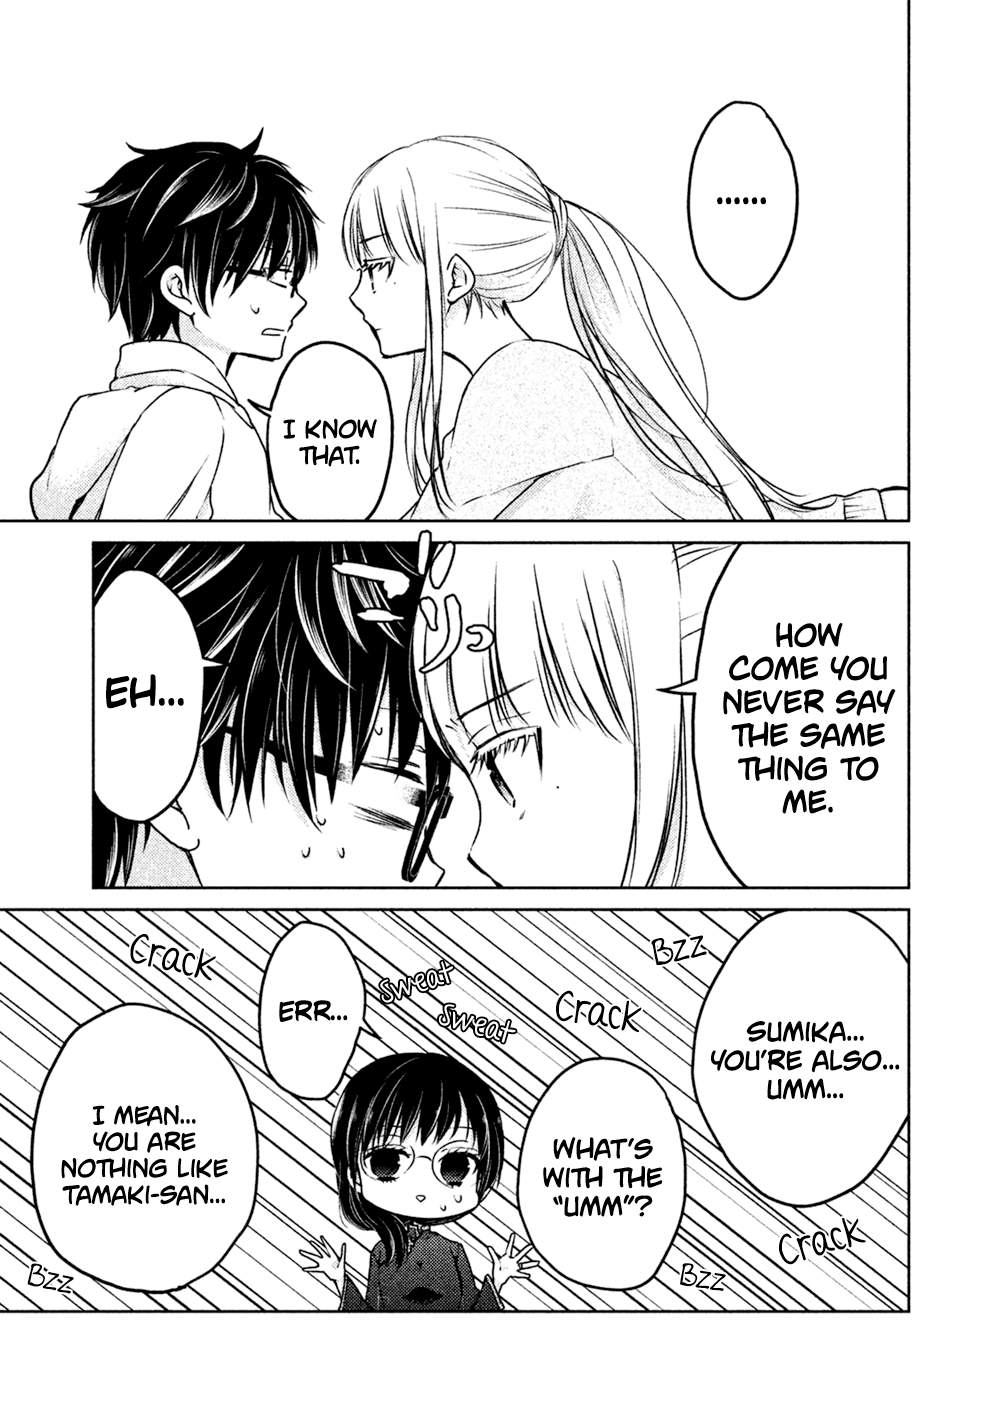 ......
I KNOW
THAT.
HOW
COME YOU
NEVER SAY
THE SAME
THING TO
ME.
EH...
SUMIKA...
YOU'RE ALSO...
UMM...
Bzz
Crack
WHAT'S
WITH THE
"UMM"?
Crack
Bzz
sweat
sweat
ERR...
Crack
I MEAN...
YOU ARE
NOTHING LIKE
TAMAKI-SAN...
Bzz